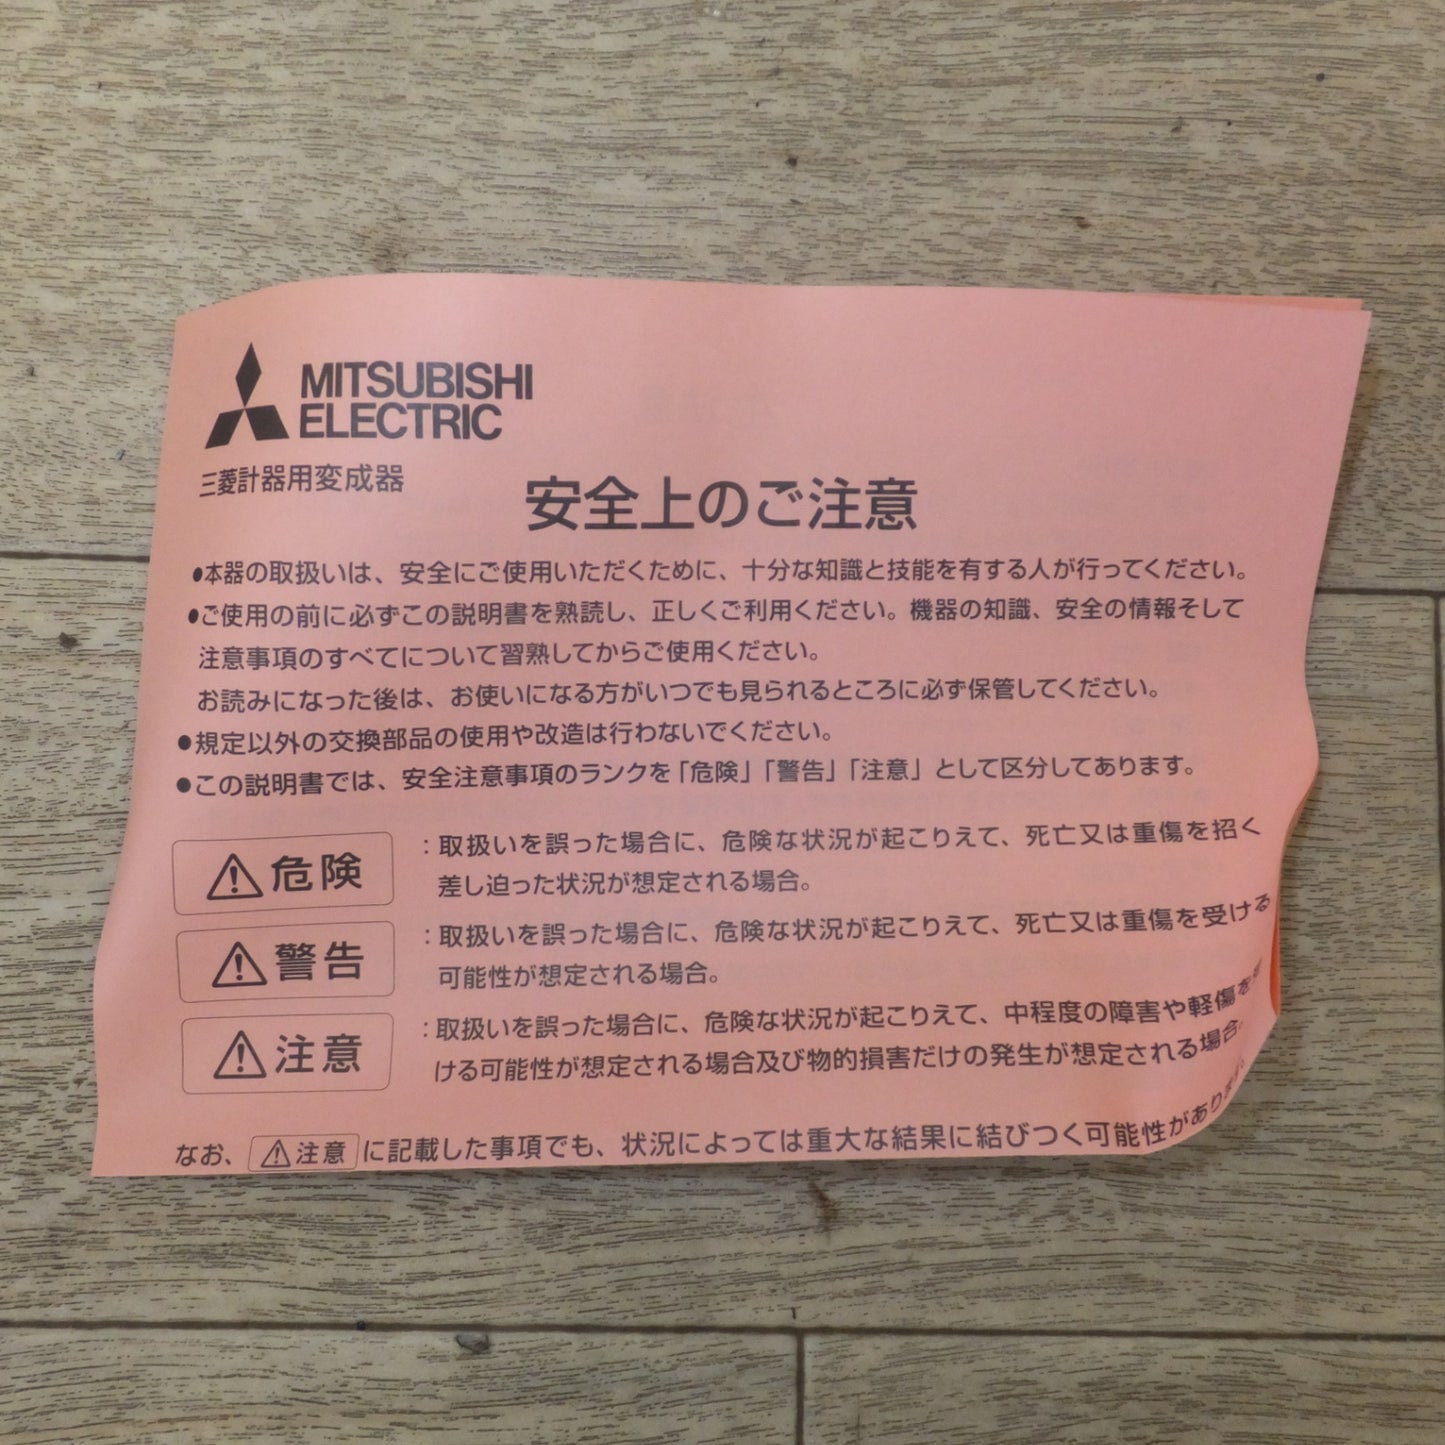 MITSUBISHI
ELECTRIC
三菱計器用変成器
安全上のご注意
●本器の取扱いは、安全にご使用いただくために、十分な知識と技能を有する人が行ってください。
●ご使用の前に必ずこの説明書を熟読し、正しくご利用ください。機器の知識、安全の情報そして
注意事項のすべてについて習熟してからご使用ください。
お読みになった後は、お使いになる方がいつでも見られるところに必ず保管してください。
●規定以外の交換部品の使用や改造は行わないでください。
●この説明書では、安全注意事項のランクを「危険」「警告」「注意」として区分してあります。
⚠危険 :取扱いを誤った場合に、危険な状況が起こりえて、死亡又は重傷を招く
差し迫った状況が想定される場合。
⚠警告 :取扱いを誤った場合に、危険な状況が起こりえて、死亡又は重傷を受ける
可能性が想定される場合。
⚠注意 :取扱いを誤った場合に、危険な状況が起こりえて、中程度の障害や軽傷を
ける可能性が想定される場合及び物的損害だけの発生が想定される場合。
なお、⚠注意に記載した事項でも、状況によっては重大な結果に結びつく可能性があります。